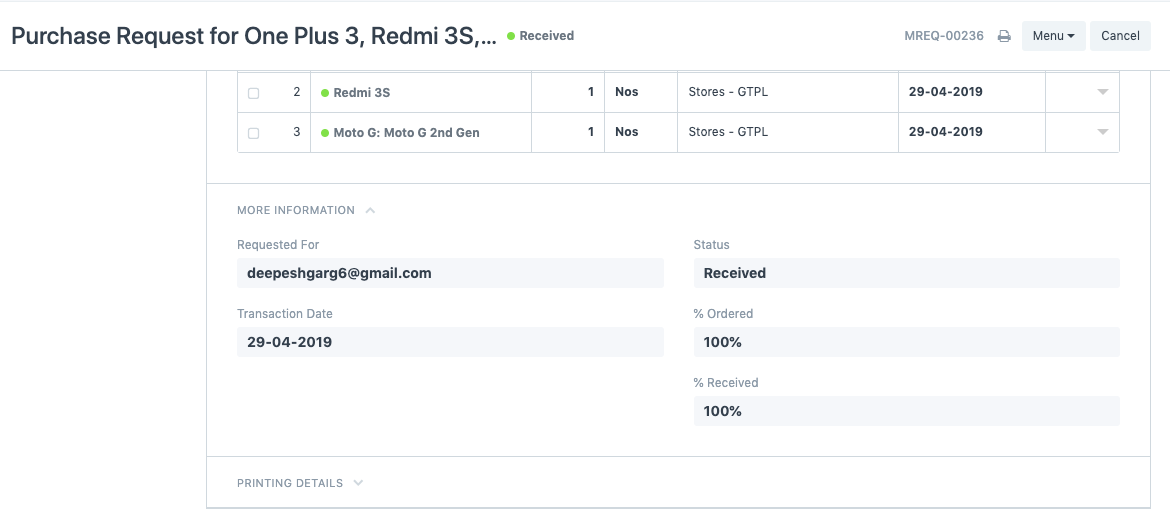 Purchase Request for One Plus 3, Redmi 3S,... Received MREQ-00236 Menu Cancel
2 Redmi 3S 1 Nos Stores - GTPL 29-04-2019
3 Moto G: Moto G 2nd Gen 1 Nos Stores - GTPL 29-04-2019
MORE INFORMATION
Requested For Status
deepeshgarg6@gmail.com Received
Transaction Date % Ordered
29-04-2019 100%
% Received
100%
PRINTING DETAILS